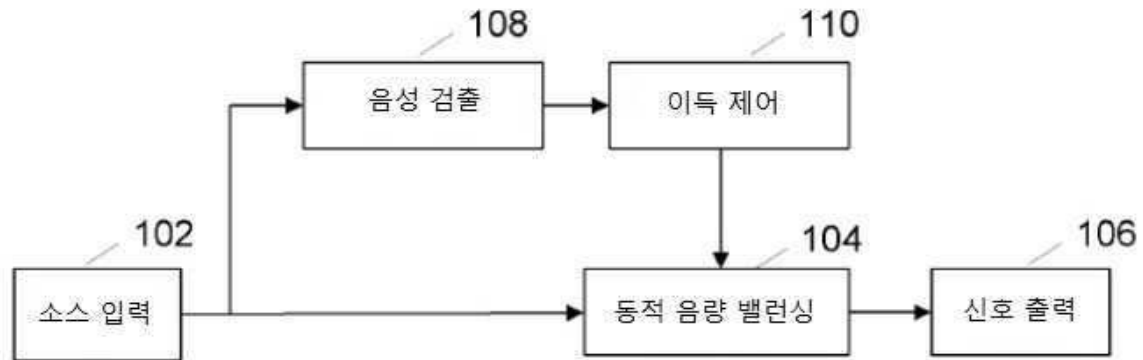 108
음성 검출
110
이득 제어
102
소스 입력
104
동적 음량 밸런싱
106
신호 출력